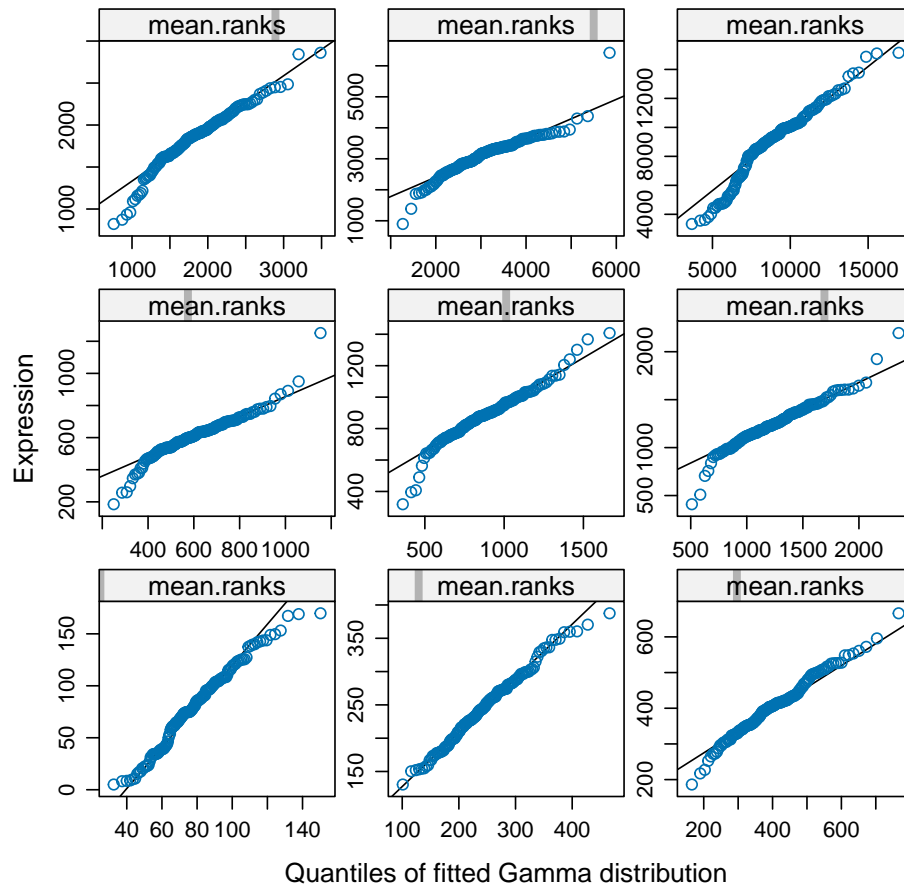 mean.ranks mean.ranks mean.ranks
1000 2000
1000 3000 5000
4000 8000 12000
1000 2000 3000
2000 4000 6000
5000 10000 15000
mean.ranks mean.ranks mean.ranks
Expression
200 600 1000
400 800 1200
500 1000 2000
400 600 800 1000
500 1000 1500
500 1000 1500 2000
mean.ranks mean.ranks mean.ranks
0 50 100 150
150 250 350
200 400 600
40 60 80 100 140
100 200 300 400
200 400 600
Quantiles of fitted Gamma distribution